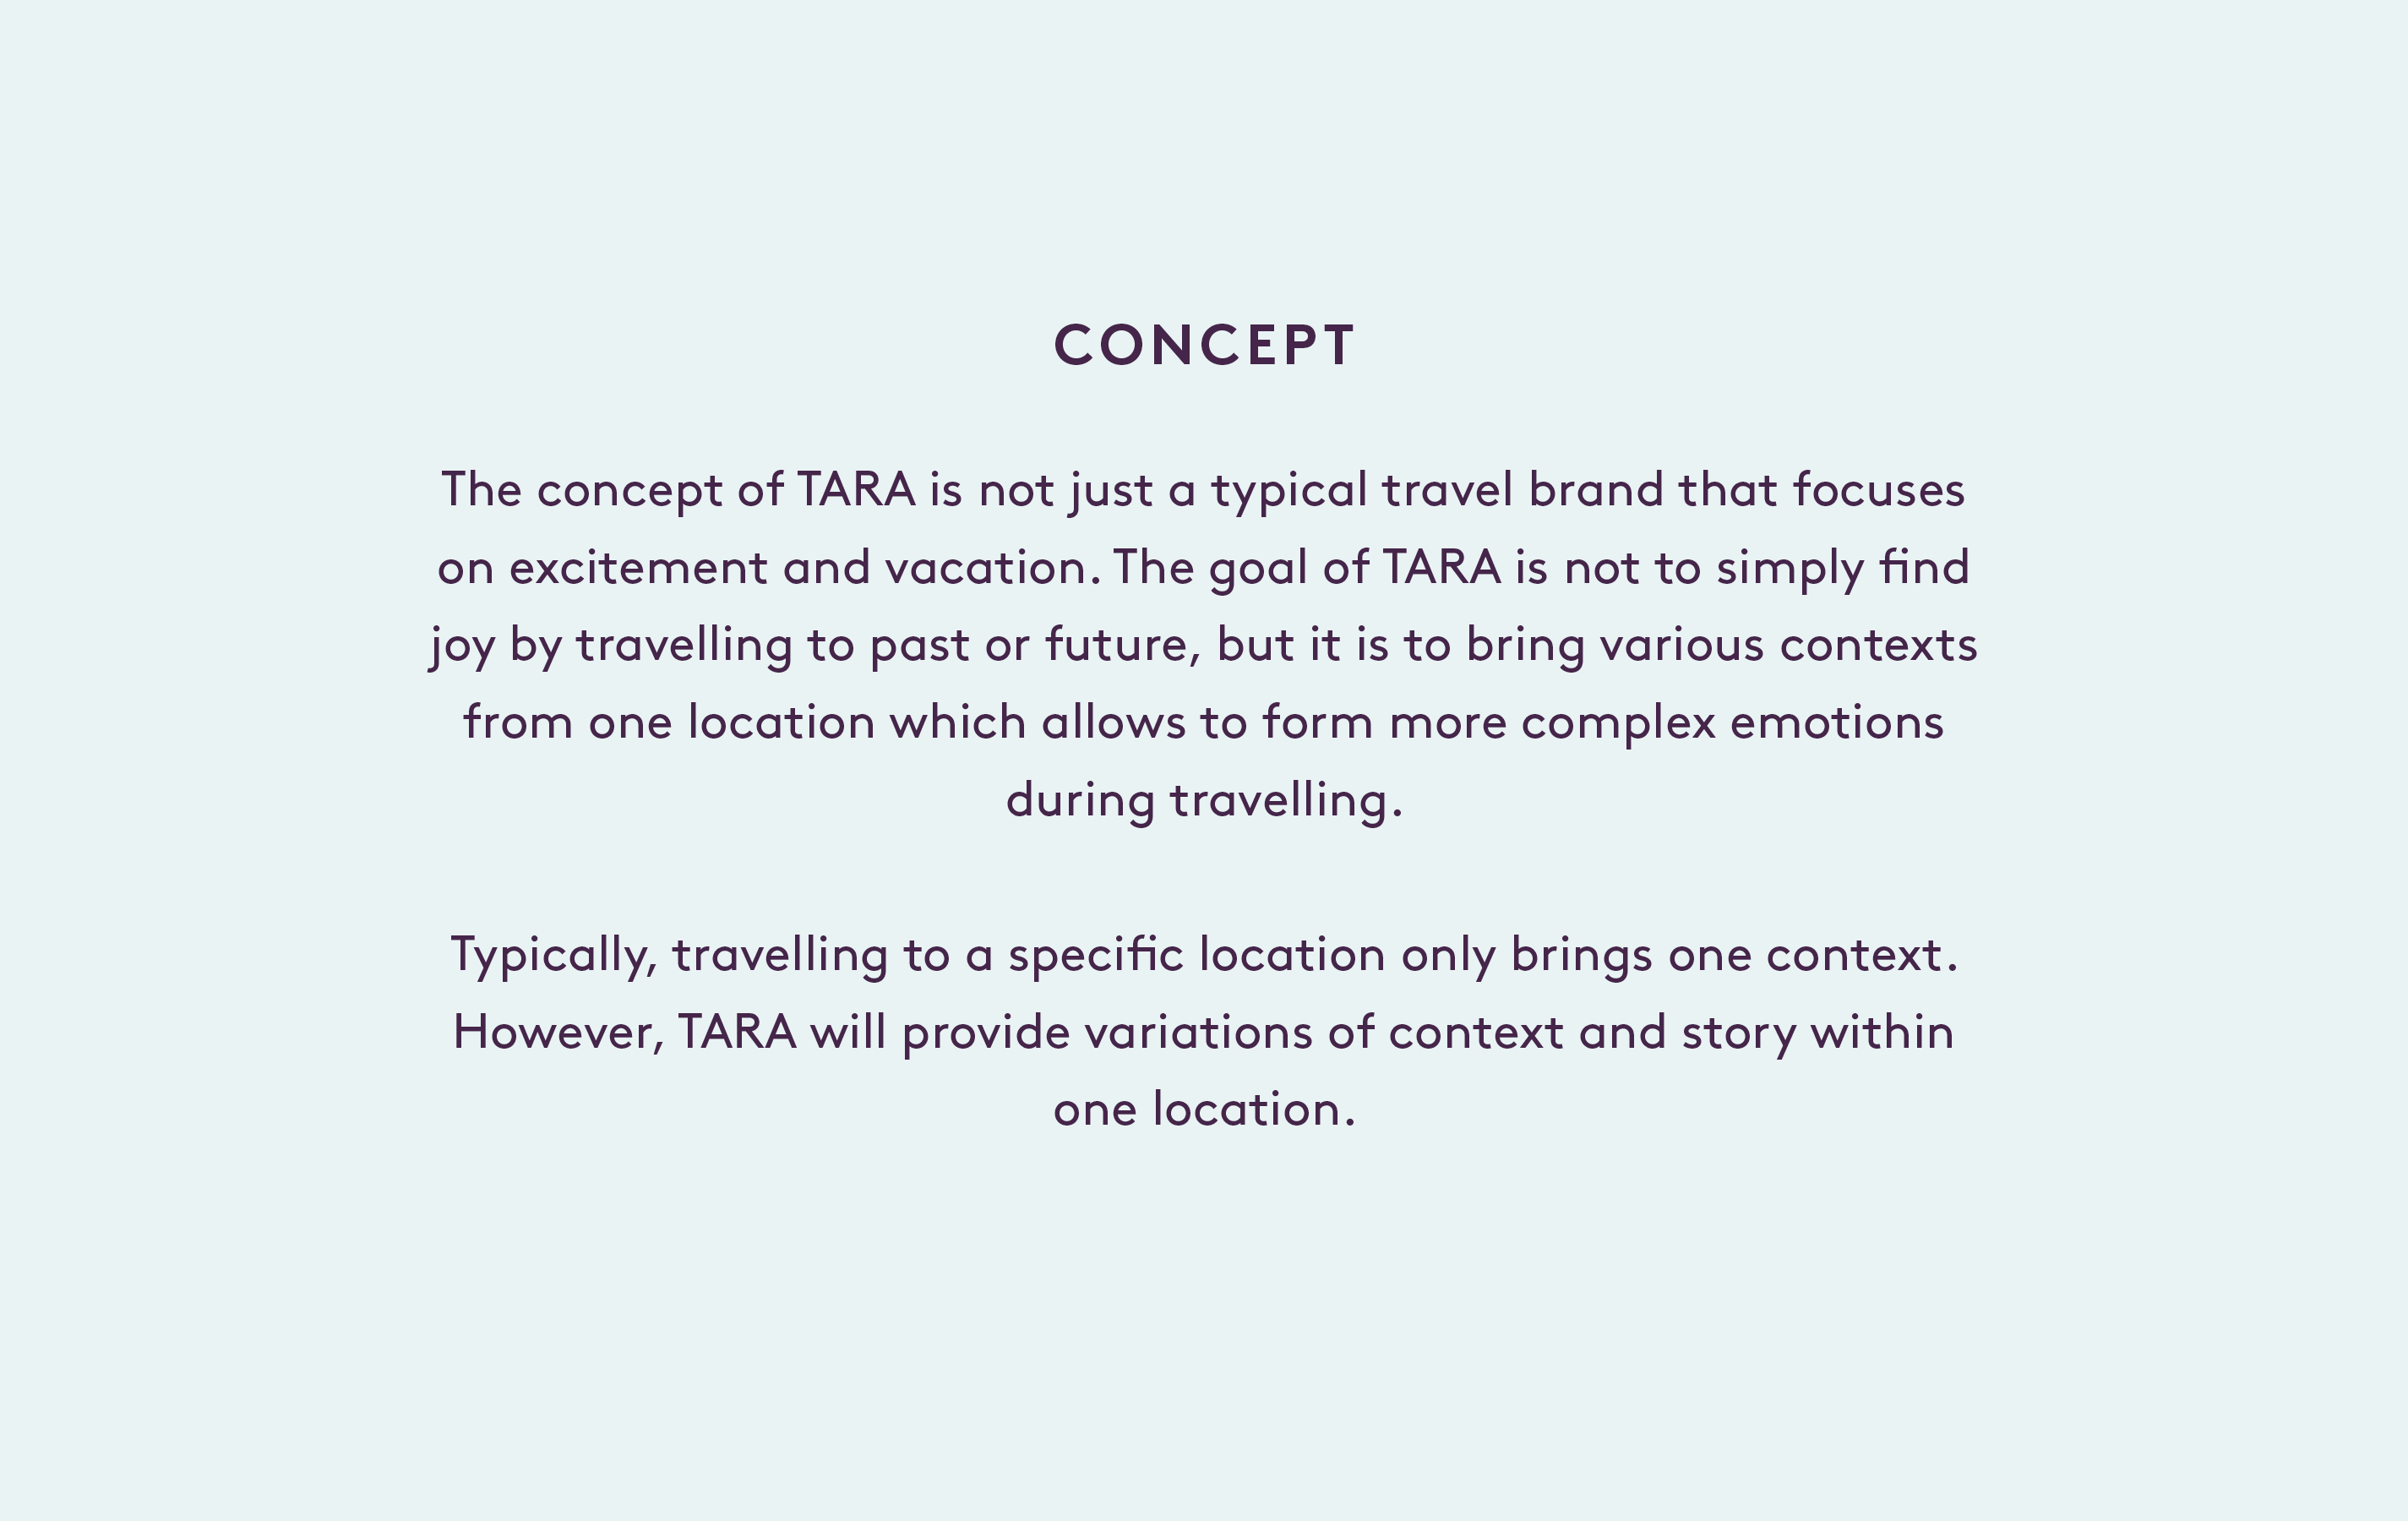 CONCEPT
The concept of TARA is not just a typical travel brand that focuses
on excitement and vacation. The goal of TARA is not to simply find
joy by travelling to past or future, but it is to bring various contexts
from one location which allows to form more complex emotions
during travelling.
Typically, travelling to a specific location only brings one context.
However, TARA will provide variations of context and story within
one location.